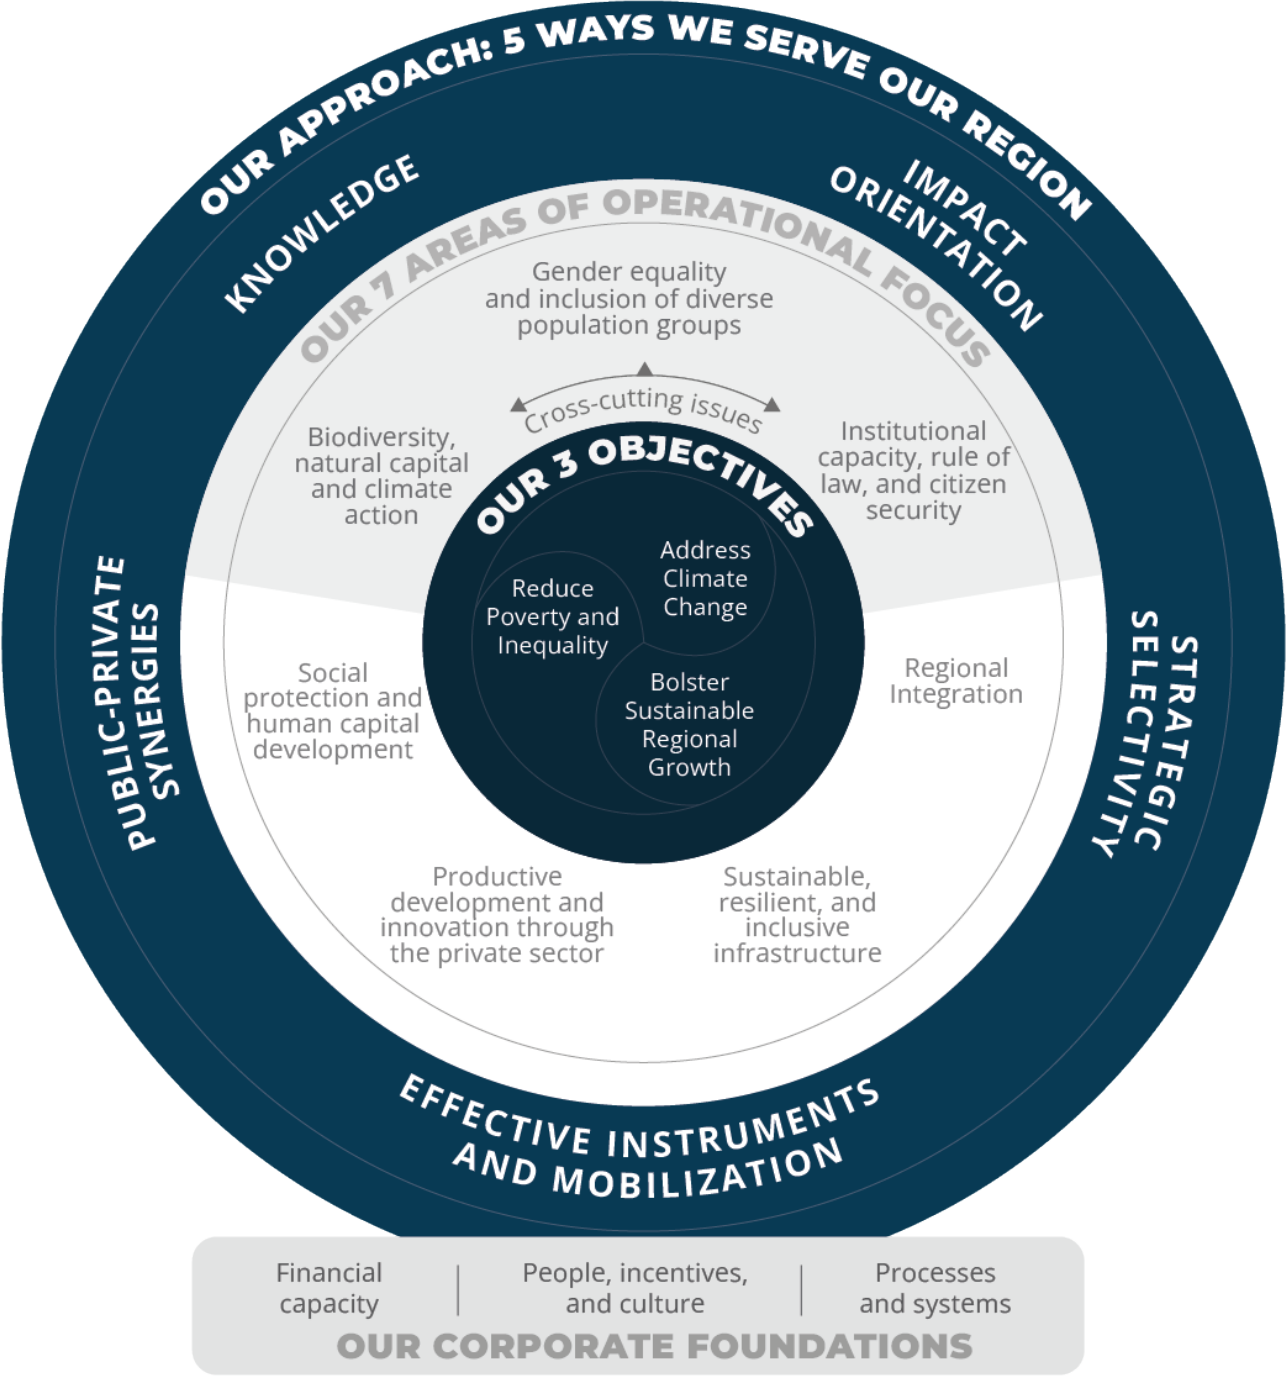 OUR APPROACH: 5 WAYS WE SERVE OUR REGION
KNOWLEDGE
IMPACT
ORIENTATION
OUR 7 AREAS OF OPERATIONAL FOCUS
Gender equality
and inclusion of diverse
population groups
Cross-cutting issues
Biodiversity,
natural capital
and climate
action
Institutional
capacity, rule of
law, and citizen
security
OUR 3 OBJECTIVES
Reduce
Poverty and
Inequality
Address
Climate
Change
Bolster
Sustainable
Regional
Growth
PUBLIC-PRIVATE
SYNERGIES
Social
protection and
human capital
development
Regional
Integration
STRATEGIC
SELECTIVITY
Productive
development and
innovation through
the private sector
Sustainable,
resilient, and
inclusive
infrastructure
EFFECTIVE INSTRUMENTS
AND MOBILIZATION
Financial
capacity
People, incentives,
and culture
Processes
and systems
OUR CORPORATE FOUNDATIONS